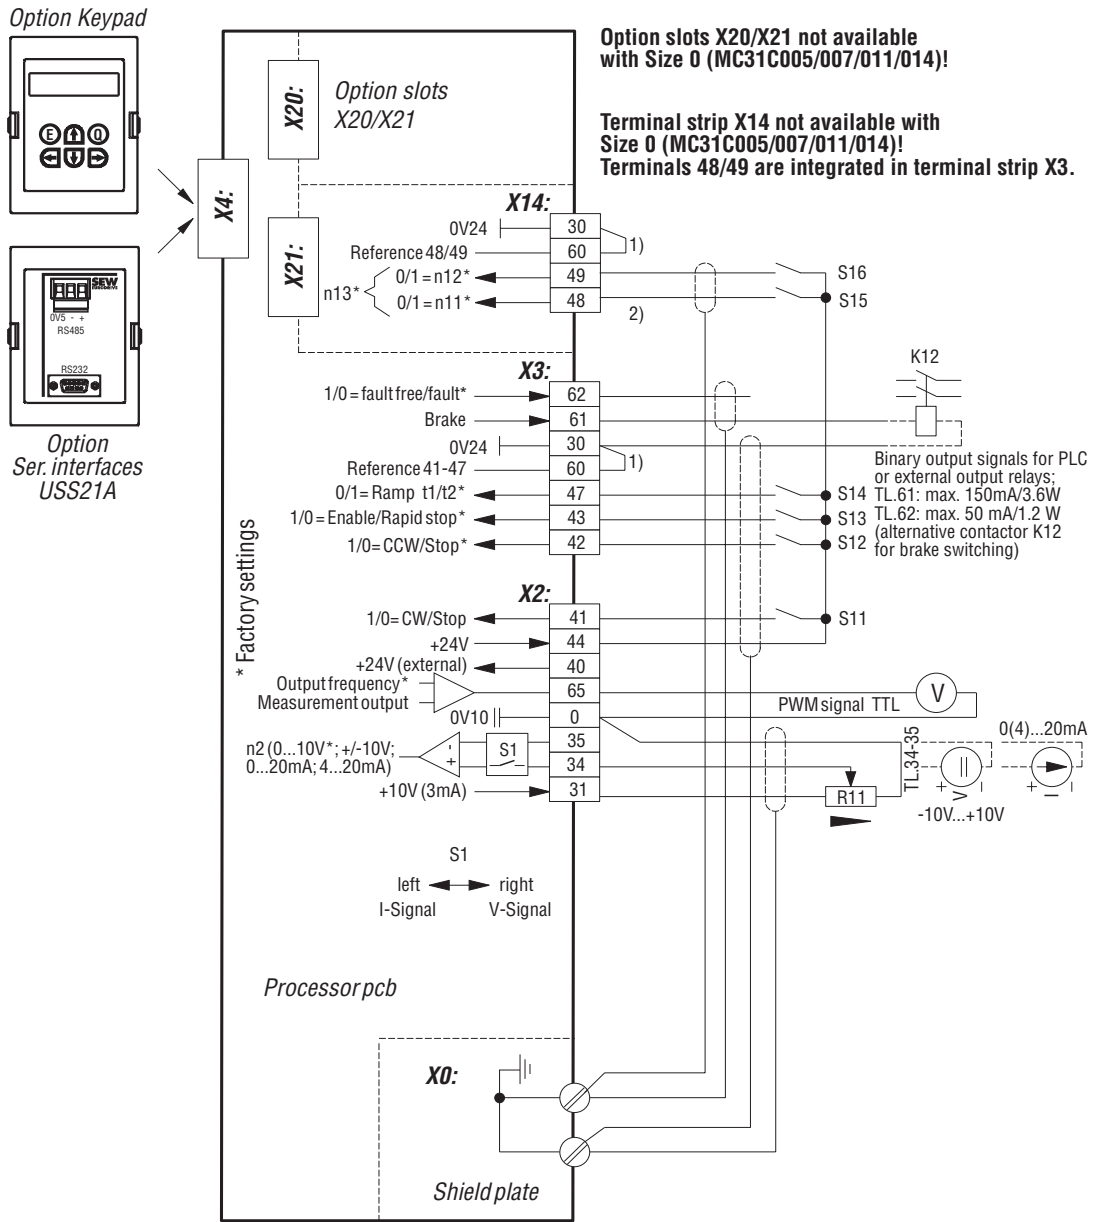 Option Keypad
E
Q
X4:
SEW
EURODRIVE
0V5 - +
RS485
RS232
Option
Ser. interfaces
USS21A
Option slots X20/X21 not available
with Size 0 (MC31C005/007/011/014)!
Terminal strip X14 not available with
Size 0 (MC31C005/007/011/014)!
Terminals 48/49 are integrated in terminal strip X3.
X20:
Option slots
X20/X21
X21:
X14:
0V24 30
Reference 48/49 60 1)
n13*
0/1 = n12* 49 S16
0/1 = n11* 48 S15
2)
X3:
K12
1/0 = fault free/fault* 62
Brake 61
0V24 30
Reference 41-47 60 1)
0/1= Ramp t1/t2* 47 S14
1/0 = Enable/Rapid stop* 43 S13
1/0= CCW/Stop* 42 S12
Binary output signals for PLC
or external output relays;
TL.61: max. 150mA/3.6W
TL.62: max. 50 mA/1.2 W
(alternative contactor K12
for brake switching)
* Factory settings
X2:
1/0= CW/Stop 41 S11
+24V 44
+24V (external) 40
Output frequency* 65
Measurement output
PWM signal TTL V
0V10 0
n2 (0...10V*; +/-10V;
0...20mA; 4...20mA)
- +
S1
35
34
+10V (3mA) 31
R11
TL.34-35
+ V -
-10V...+10V
0(4)...20mA
+ I -
S1
left right
I-Signal V-Signal
Processor pcb
X0:
Shield plate